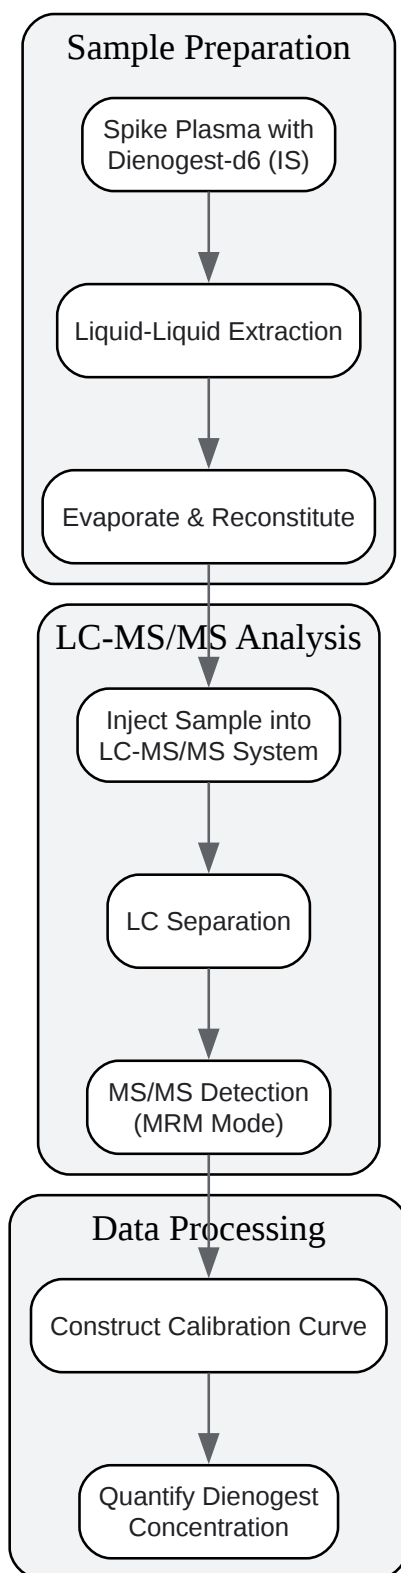 Sample Preparation
Spike Plasma with
Dienogest-d6 (IS)
Liquid-Liquid Extraction
Evaporate & Reconstitute
LC-MS/MS Analysis
Inject Sample into
LC-MS/MS System
LC Separation
MS/MS Detection
(MRM Mode)
Data Processing
Construct Calibration Curve
Quantify Dienogest
Concentration